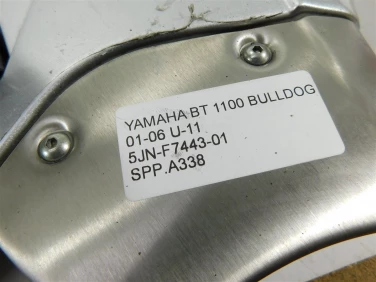 YAMAHA BT 1100 BULLDOG
01-06 U-11
5JN-F7443-01
SPP.A338